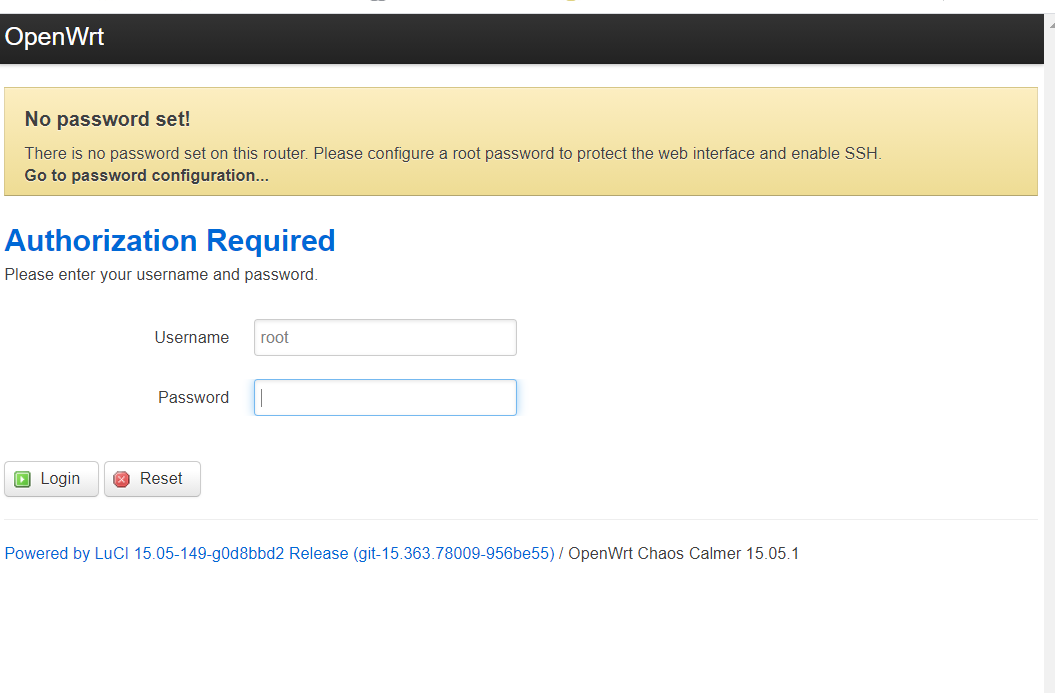 OpenWrt
No password set!
There is no password set on this router. Please configure a root password to protect the web interface and enable SSH.
Go to password configuration...
Authorization Required
Please enter your username and password.
Username root
Password
Login Reset
Powered by LuCI 15.05-149-g0d8bbd2 Release (git-15.363.78009-956be55) / OpenWrt Chaos Calmer 15.05.1